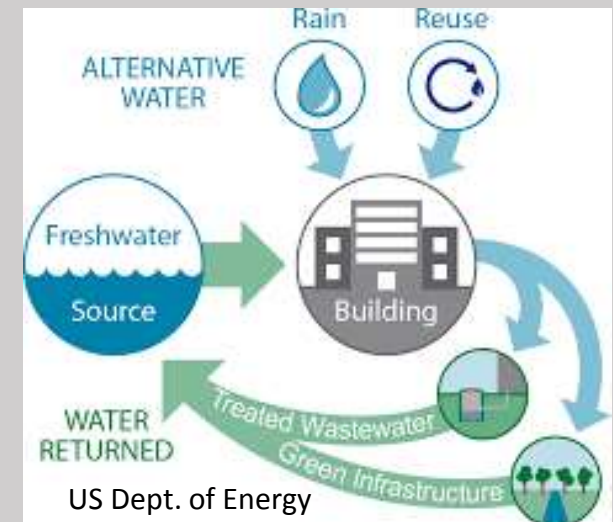 Rain
Reuse
ALTERNATIVE
WATER
Freshwater
Source
Building
Treated Wastewater
Green Infrastructure
WATER
RETURNED
US Dept. of Energy